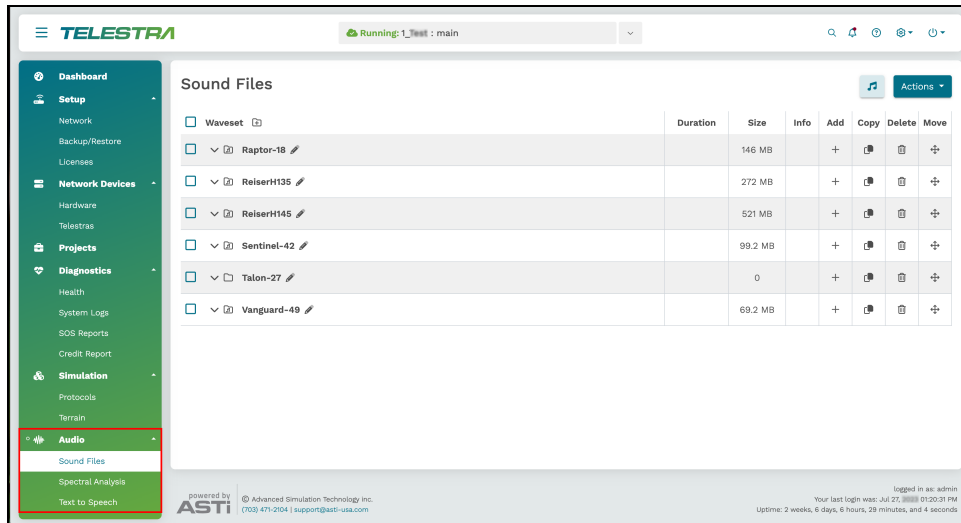 TELESTRA
Running: 1_ : main
Dashboard
Setup
Network
Backup/Restore
Licenses
Network Devices
Hardware
Telestras
Projects
Diagnostics
Health
System Logs
SOS Reports
Credit Report
Simulation
Protocols
Terrain
Audio
Sound Files
Spectral Analysis
Text to Speech
Sound Files
Actions
Waveset Duration Size Info Add Copy Delete Move
Raptor-18 146 MB
ReiserH135 272 MB
ReiserH145 521 MB
Sentinel-42 99.2 MB
Talon-27 0
Vanguard-49 69.2 MB
powered by
ASTi
© Advanced Simulation Technology inc.
(703) 471-2104 | support@asti-usa.com
logged in as: admin
Your last login was: Jul 27, 01:20:31 PM
Uptime: 2 weeks, 6 days, 6 hours, 29 minutes, and 4 seconds